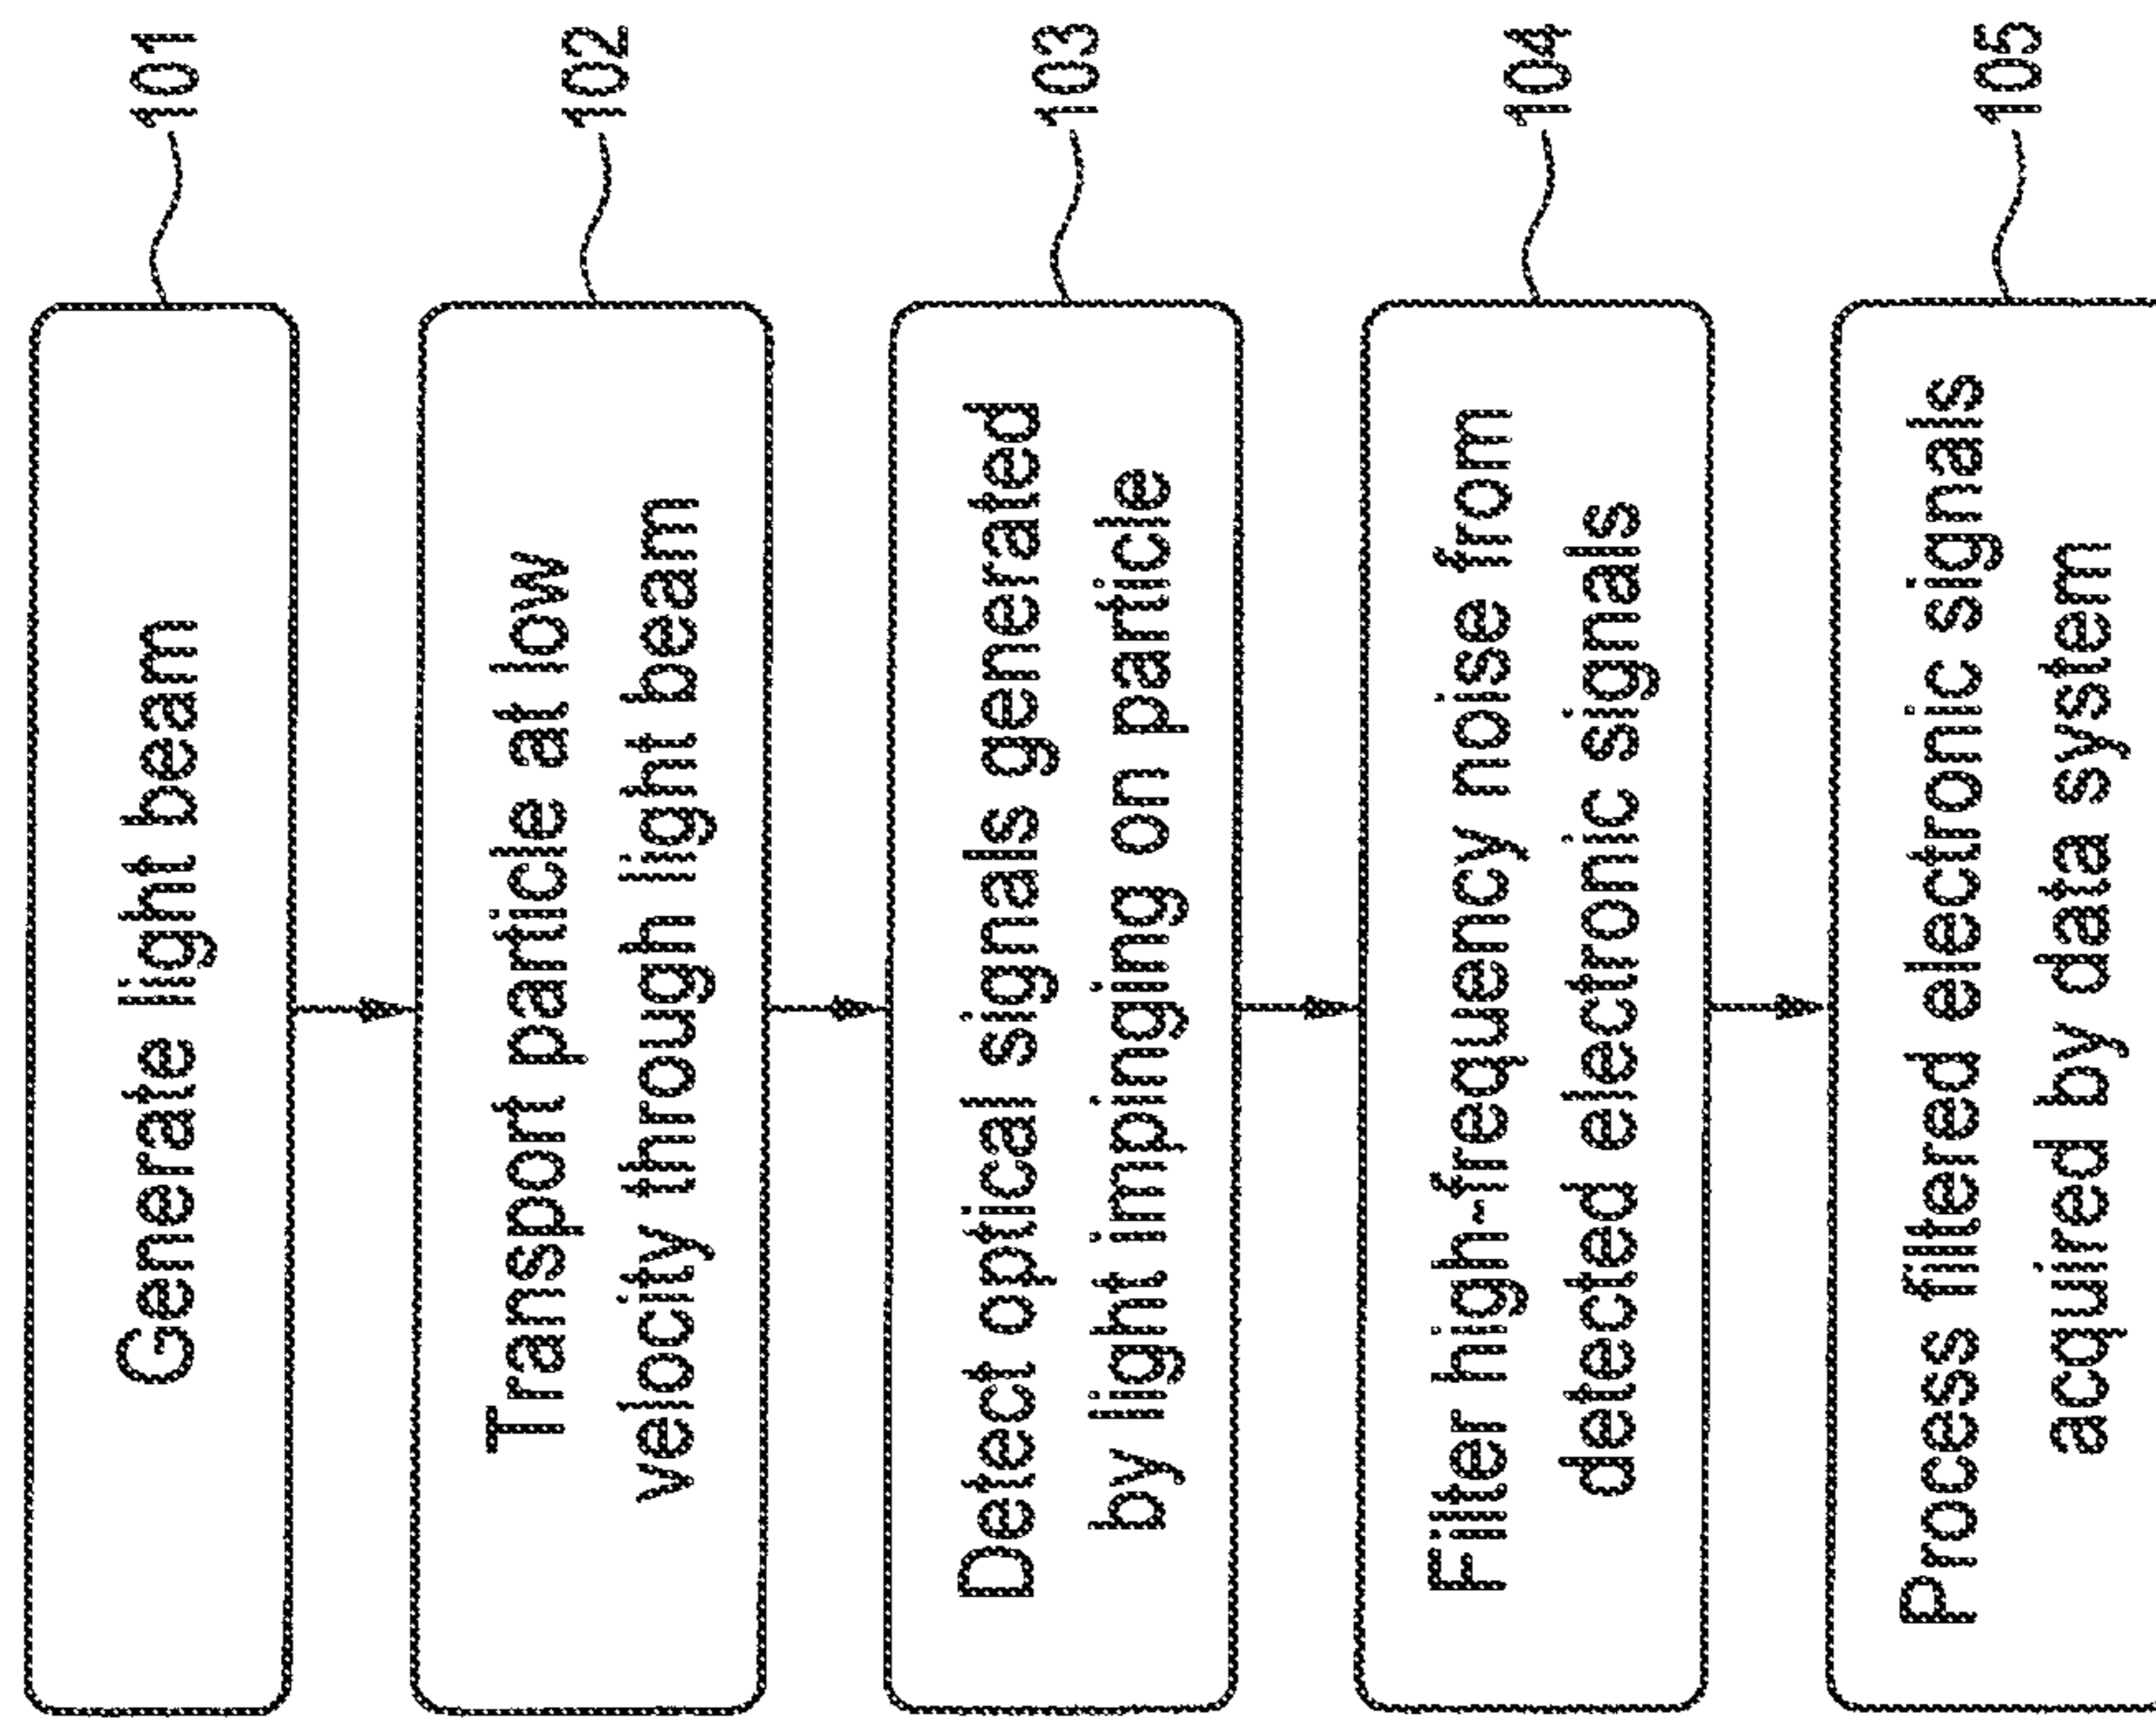 Generate light beam
101
Transport particle at low
velocity through light beam
102
Detect optical signals generated
by light impinging on particle
103
Filter high-frequency noise from
detected electronic signals
104
Process filtered electronic signals
acquired by data system
105